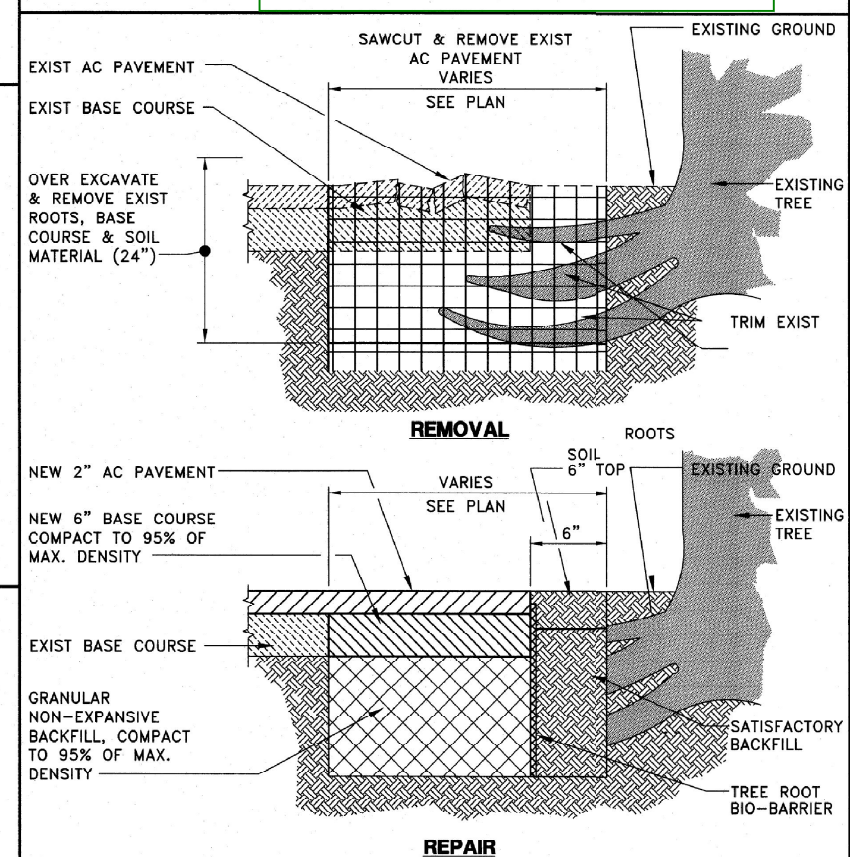 SAWCUT & REMOVE EXIST
AC PAVEMENT
VARIES
SEE PLAN
EXISTING GROUND
EXIST AC PAVEMENT
EXIST BASE COURSE
OVER EXCAVATE
& REMOVE EXIST
ROOTS, BASE
COURSE & SOIL
MATERIAL (24")
EXISTING
TREE
TRIM EXIST
REMOVAL
ROOTS
NEW 2" AC PAVEMENT
VARIES
SEE PLAN
SOIL
6" TOP
EXISTING GROUND
6"
NEW 6" BASE COURSE
COMPACT TO 95% OF
MAX. DENSITY
EXISTING
TREE
EXIST BASE COURSE
GRANULAR
NON-EXPANSIVE
BACKFILL, COMPACT
TO 95% OF MAX.
DENSITY
SATISFACTORY
BACKFILL
TREE ROOT
BIO-BARRIER
REPAIR